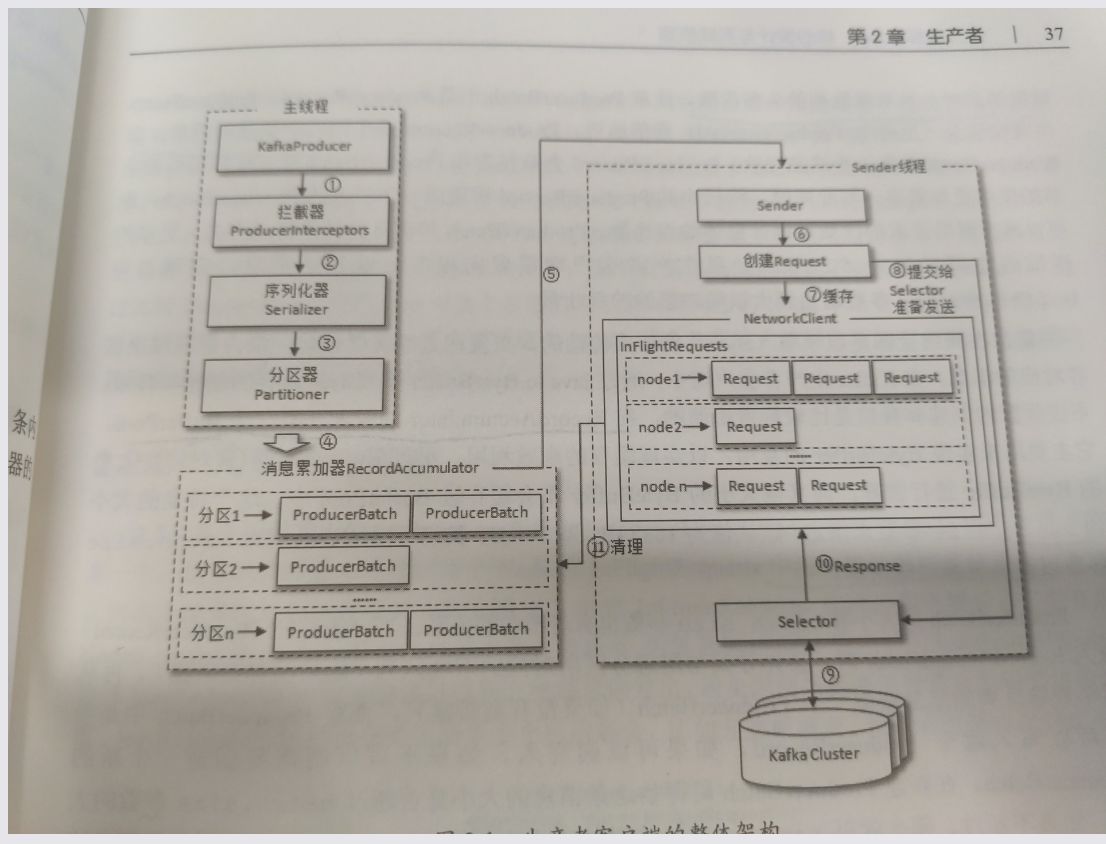 第2章 生产者 | 37
主线程
KafkaProducer
①
拦截器
ProducerInterceptors
②
序列化器
Serializer
③
分区器
Partitioner
④
消息累加器RecordAccumulator
分区1
ProducerBatch
ProducerBatch
分区2
ProducerBatch
......
分区n
ProducerBatch
ProducerBatch
⑤
Sender线程
Sender
⑥
创建Request
⑦缓存
⑧提交给
Selector
准备发送
NetworkClient
InFlightRequests
node1
Request
Request
Request
node2
Request
......
node n
Request
Request
⑪清理
⑩Response
Selector
⑨
Kafka Cluster
生产者客户端的整体架构
条内
器的